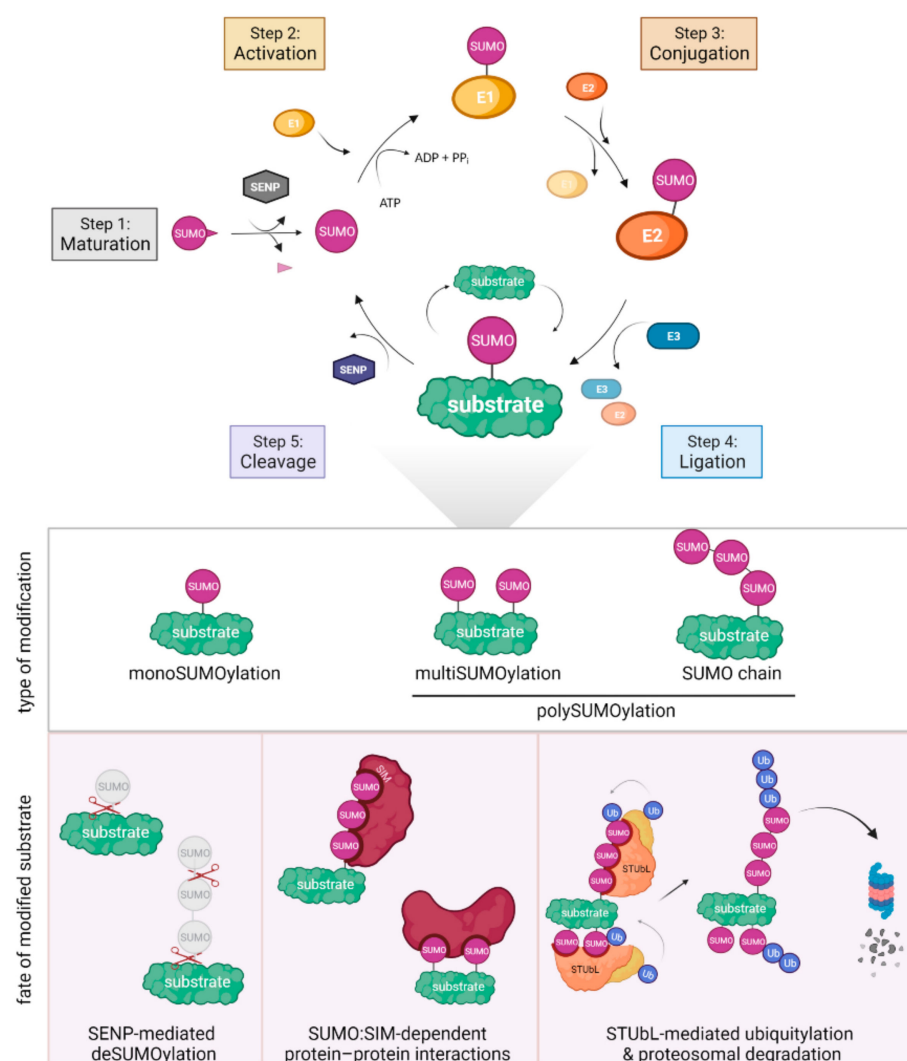 Step 2:
Activation
Step 3:
Conjugation
SUMO
E1
E2
E1
ADP + PPi
SENP
E1
SUMO
ATP
Step 1:
Maturation
SUMO
SUMO
E2
substrate
SUMO
E3
SENP
substrate
E3
E2
Step 5:
Cleavage
Step 4:
Ligation
type of modification
SUMO
substrate
monoSUMOylation
SUMO
SUMO
substrate
multiSUMOylation
SUMO
SUMO
SUMO
substrate
SUMO chain
polySUMOylation
fate of modified substrate
SUMO
substrate
SUMO
SUMO
SUMO
substrate
SENP-mediated
deSUMOylation
SIM
SUMO
SUMO
SUMO
substrate
SUMO
SUMO
substrate
SUMO:SIM-dependent
protein–protein interactions
Ub
Ub
SUMO
SUMO
STUbL
SUMO
substrate
Ub
SUMO
SUMO
STUbL
Ub
Ub
Ub
Ub
SUMO
SUMO
SUMO
substrate
SUMO
SUMO
Ub
Ub
STUbL-mediated ubiquitylation
& proteosomal degradation